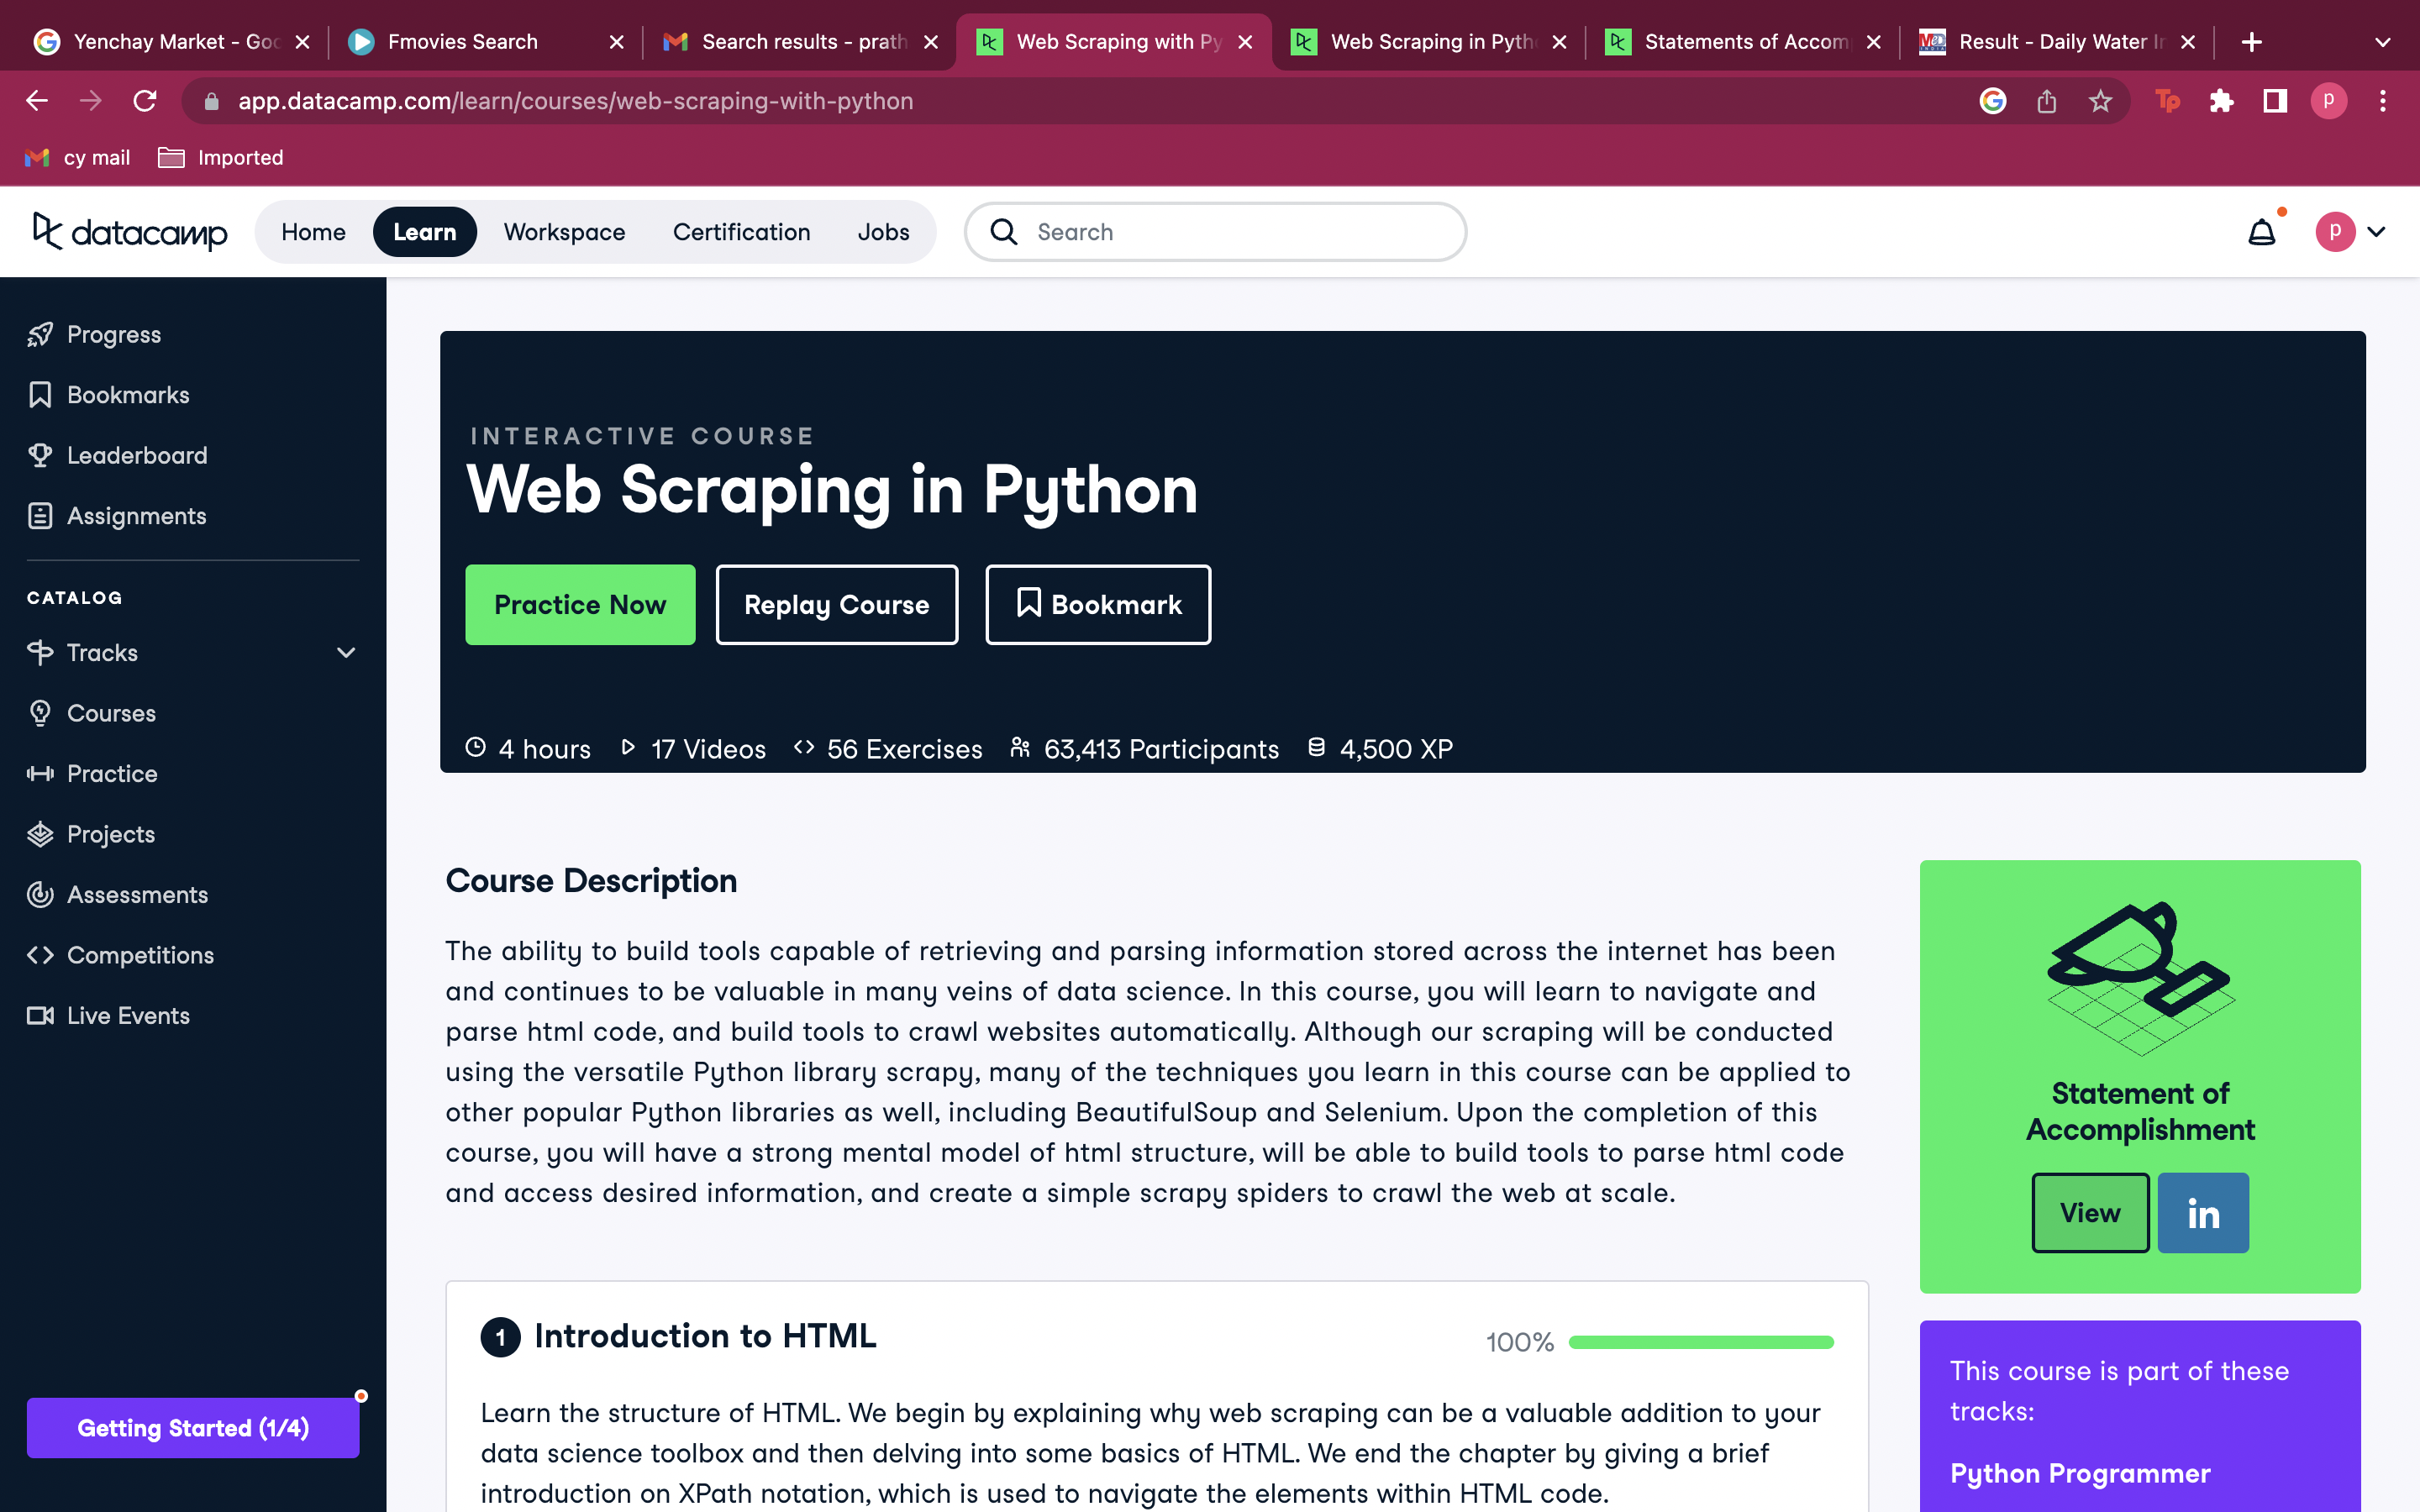 Yenchay Market - Goo
Fmovies Search
Search results - prath
Web Scraping with Py
Web Scraping in Pyth
Statements of Accom
Result - Daily Water In
app.datacamp.com/learn/courses/web-scraping-with-python
Tp
p
cy mail
Imported
datacamp
Home
Learn
Workspace
Certification
Jobs
Search
p
Progress
Bookmarks
Leaderboard
Assignments
CATALOG
Tracks
Courses
Practice
Projects
Assessments
Competitions
Live Events
Getting Started (1/4)
INTERACTIVE COURSE
Web Scraping in Python
Practice Now
Replay Course
Bookmark
4 hours
17 Videos
56 Exercises
63,413 Participants
4,500 XP
Course Description
The ability to build tools capable of retrieving and parsing information stored across the internet has been
and continues to be valuable in many veins of data science. In this course, you will learn to navigate and
parse html code, and build tools to crawl websites automatically. Although our scraping will be conducted
using the versatile Python library scrapy, many of the techniques you learn in this course can be applied to
other popular Python libraries as well, including BeautifulSoup and Selenium. Upon the completion of this
course, you will have a strong mental model of html structure, will be able to build tools to parse html code
and access desired information, and create a simple scrapy spiders to crawl the web at scale.
1 Introduction to HTML
100%
Learn the structure of HTML. We begin by explaining why web scraping can be a valuable addition to your
data science toolbox and then delving into some basics of HTML. We end the chapter by giving a brief
introduction on XPath notation, which is used to navigate the elements within HTML code.
Statement of
Accomplishment
View
in
This course is part of these
tracks:
Python Programmer